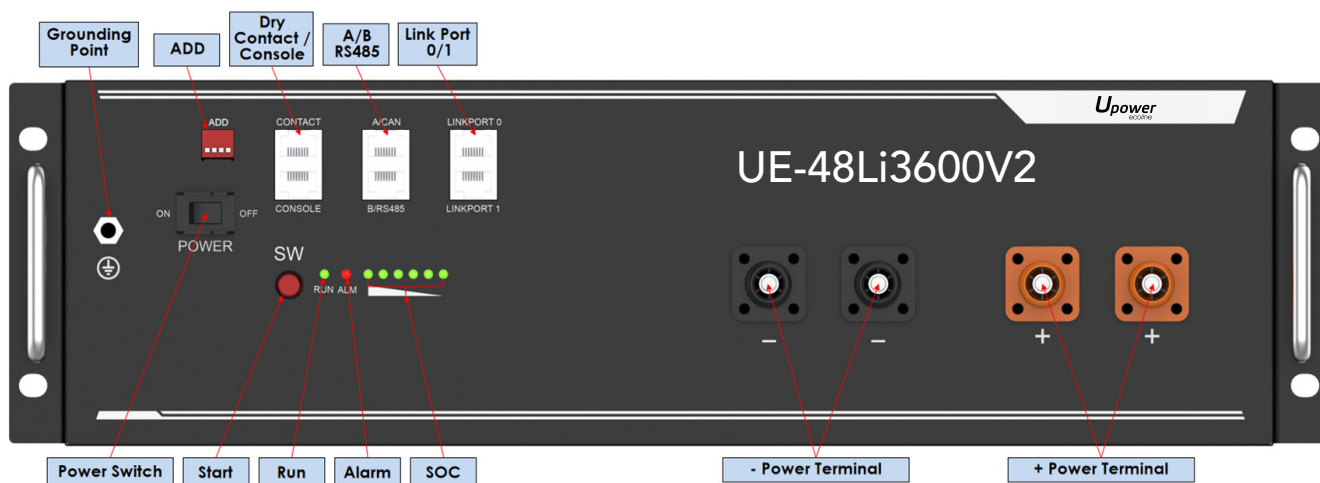 Grounding
Point
ADD
Dry
Contact /
Console
A/B
RS485
Link Port
0/1
Upower
ecoline
ADD
CONTACT
A/CAN
LINKPORT 0
UE-48Li3600V2
CONSOLE
B/RS485
LINKPORT 1
ON
OFF
POWER
SW
RUN
ALM
–
–
+
+
Power Switch
Start
Run
Alarm
SOC
- Power Terminal
+ Power Terminal